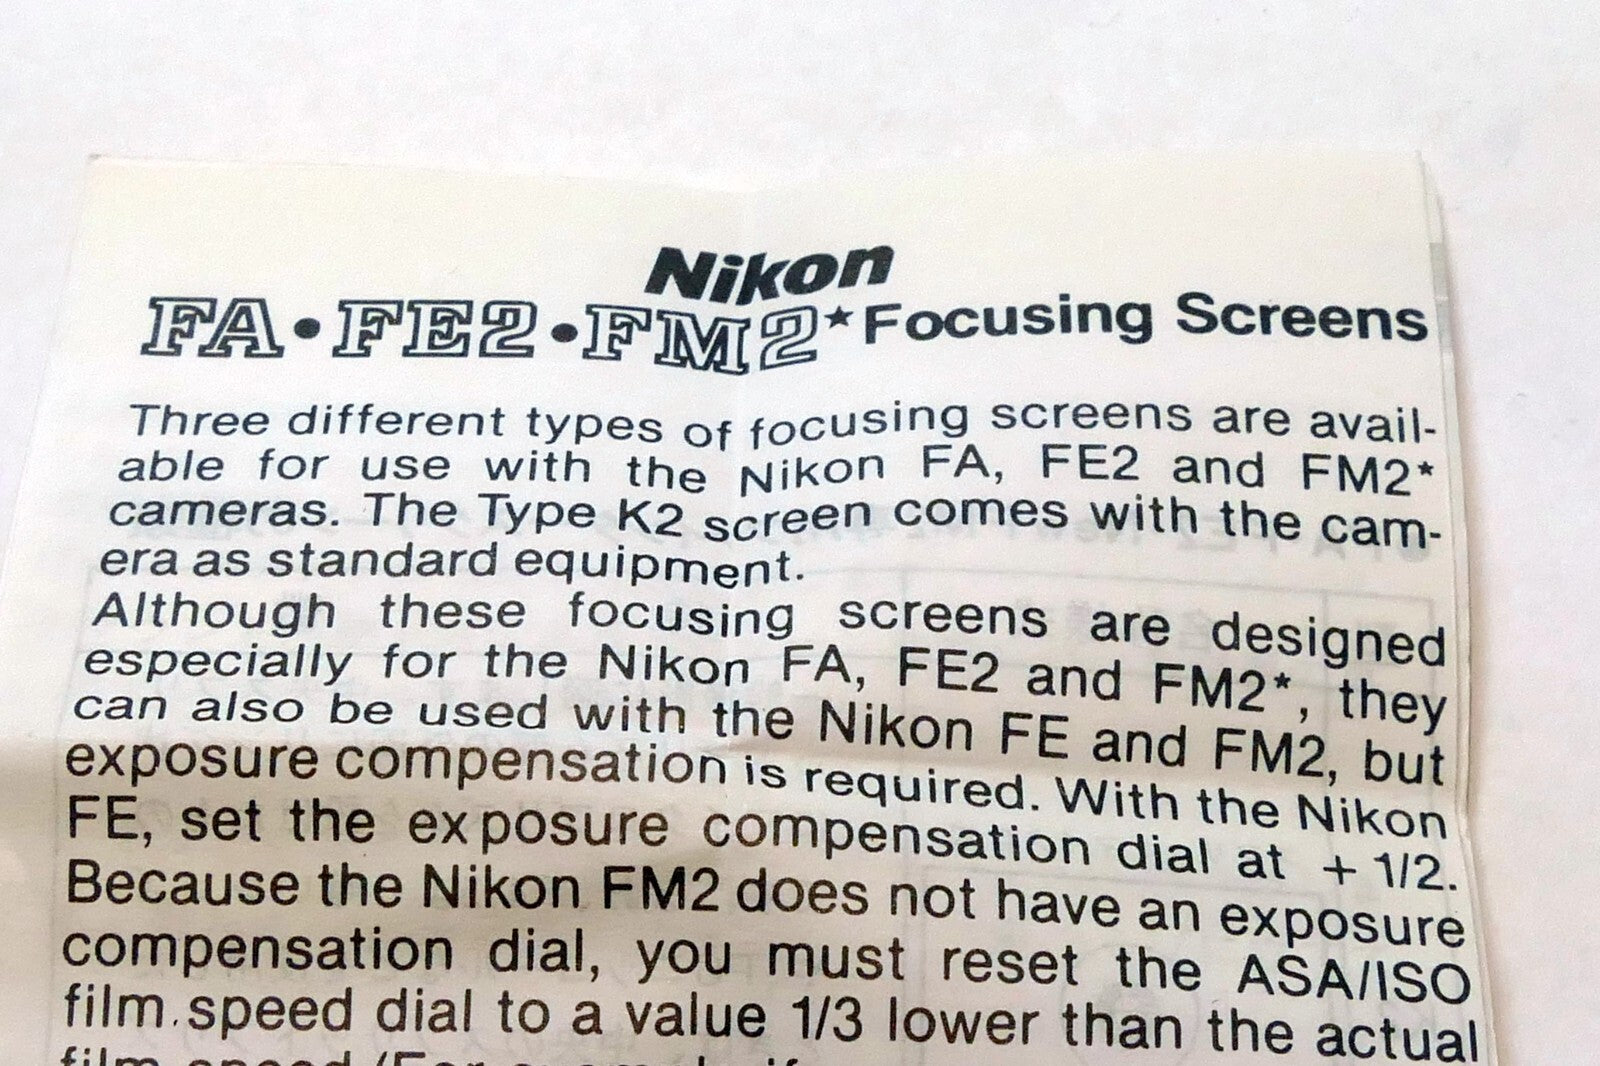 Nikon
FA•FE2•FM2* Focusing Screens
Three different types of focusing screens are avail-
able for use with the Nikon FA, FE2 and FM2*
cameras. The Type K2 screen comes with the cam-
era as standard equipment.
Although these focusing screens are designed
especially for the Nikon FA, FE2 and FM2*, they
can also be used with the Nikon FE and FM2, but
exposure compensation is required. With the Nikon
FE, set the exposure compensation dial at + 1/2.
Because the Nikon FM2 does not have an exposure
compensation dial, you must reset the ASA/ISO
film speed dial to a value 1/3 lower than the actual
film speed (For example, if